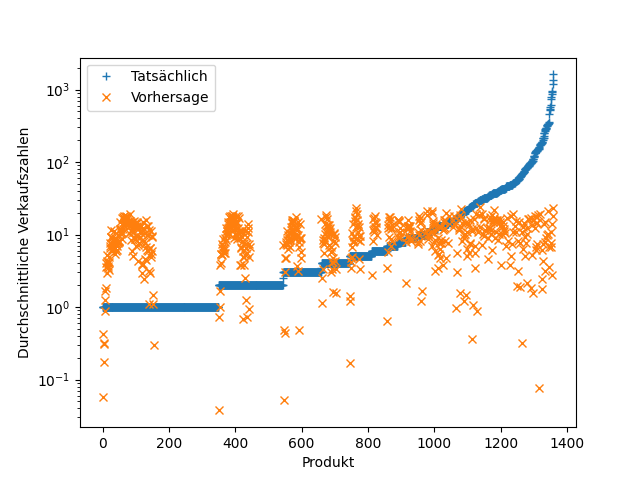 Tatsächlich
Vorhersage
Durchschnittliche Verkaufszahlen
10³
10²
10¹
10⁰
10⁻¹
0 200 400 600 800 1000 1200 1400
Produkt